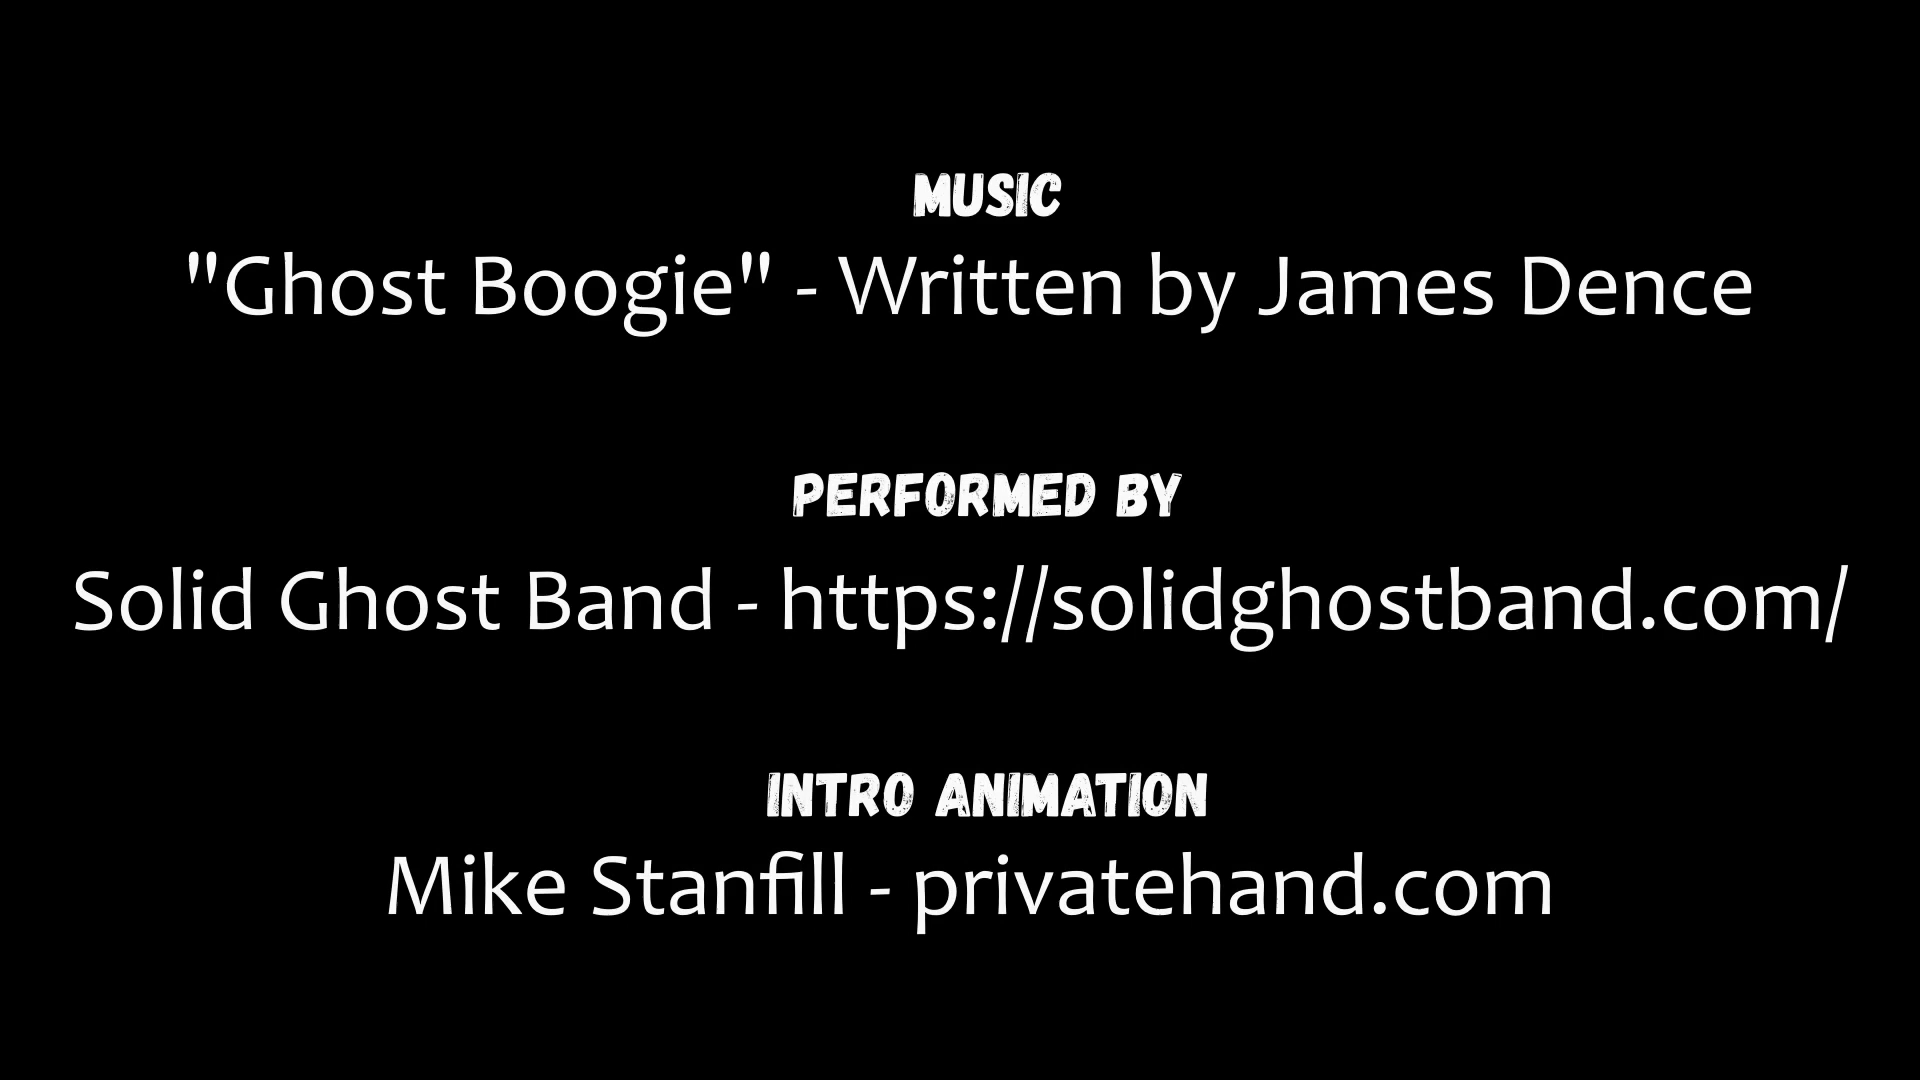 MUSIC
"Ghost Boogie" - Written by James Dence
PERFORMED BY
Solid Ghost Band - https://solidghostband.com/
INTRO ANIMATION
Mike Stanfill - privatehand.com